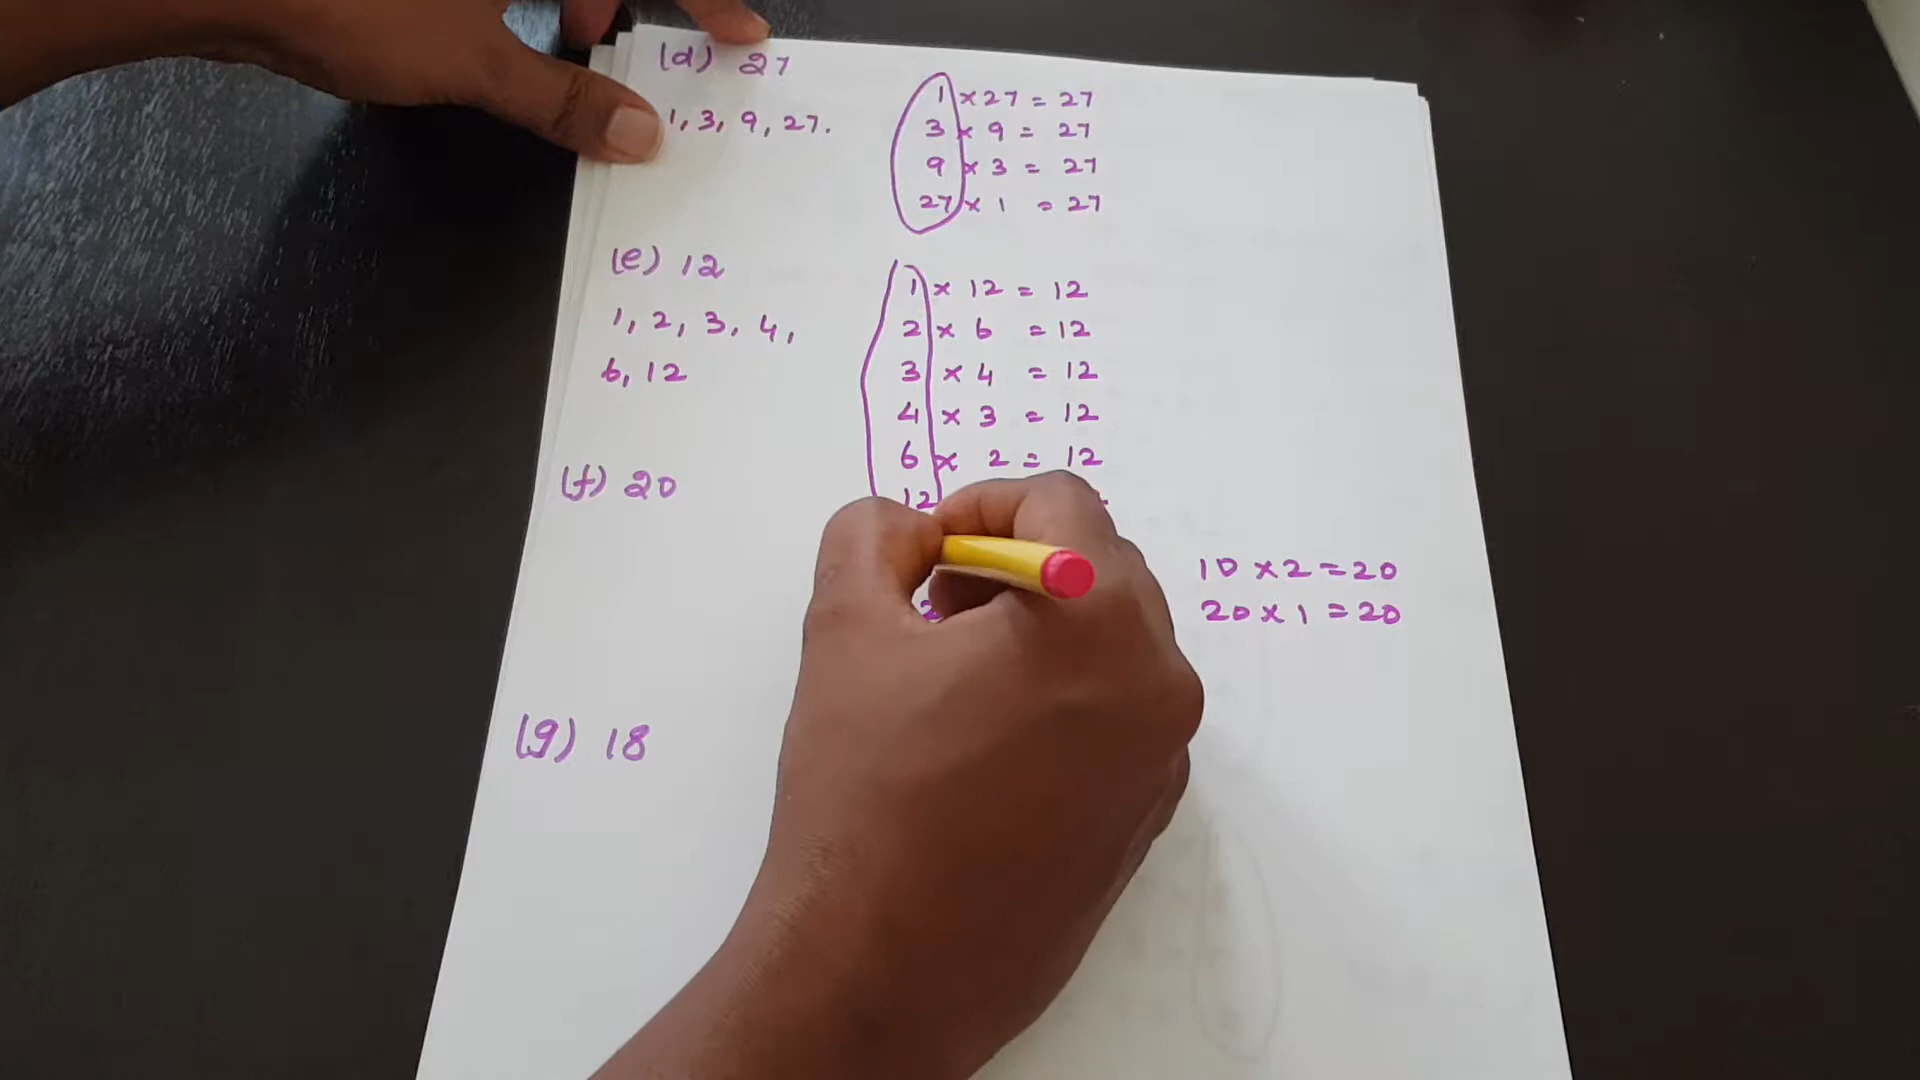 (d) 27
1, 3, 9, 27.
1 × 27 = 27
3 × 9 = 27
9 × 3 = 27
27 × 1 = 27
(e) 12
1, 2, 3, 4,
6, 12
1 × 12 = 12
2 × 6 = 12
3 × 4 = 12
4 × 3 = 12
6 × 2 = 12
12
(f) 20
2
10 × 2 = 20
20 × 1 = 20
(g) 18